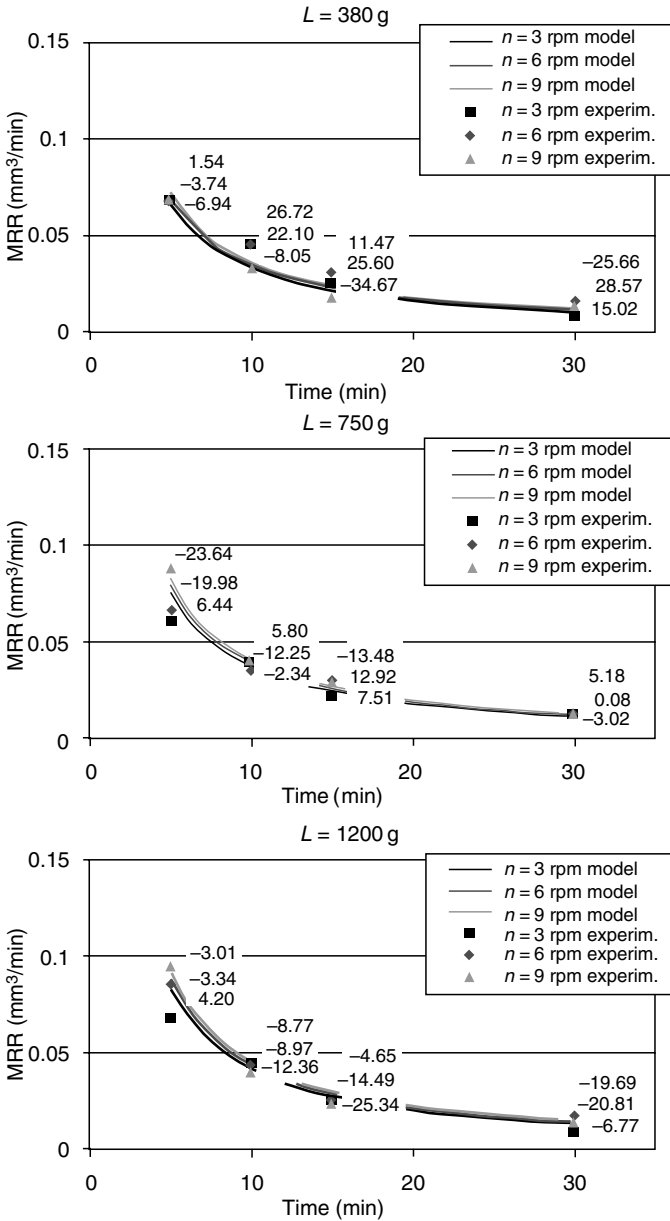 L = 380 g
n = 3 rpm model
n = 6 rpm model
n = 9 rpm model
n = 3 rpm experim.
n = 6 rpm experim.
n = 9 rpm experim.
MRR (mm³/min)
0.15
0.1
0.05
0
1.54
−3.74
−6.94
26.72
22.10
−8.05
11.47
25.60
−34.67
−25.66
28.57
15.02
0 10 20 30
Time (min)
L = 750 g
n = 3 rpm model
n = 6 rpm model
n = 9 rpm model
n = 3 rpm experim.
n = 6 rpm experim.
n = 9 rpm experim.
MRR (mm³/min)
0.15
0.1
0.05
0
−23.64
−19.98
6.44
5.80
−12.25
−2.34
−13.48
12.92
7.51
5.18
0.08
−3.02
0 10 20 30
Time (min)
L = 1200 g
n = 3 rpm model
n = 6 rpm model
n = 9 rpm model
n = 3 rpm experim.
n = 6 rpm experim.
n = 9 rpm experim.
MRR (mm³/min)
0.15
0.1
0.05
0
−3.01
−3.34
4.20
−8.77
−8.97
−12.36
−4.65
−14.49
−25.34
−19.69
−20.81
−6.77
0 10 20 30
Time (min)